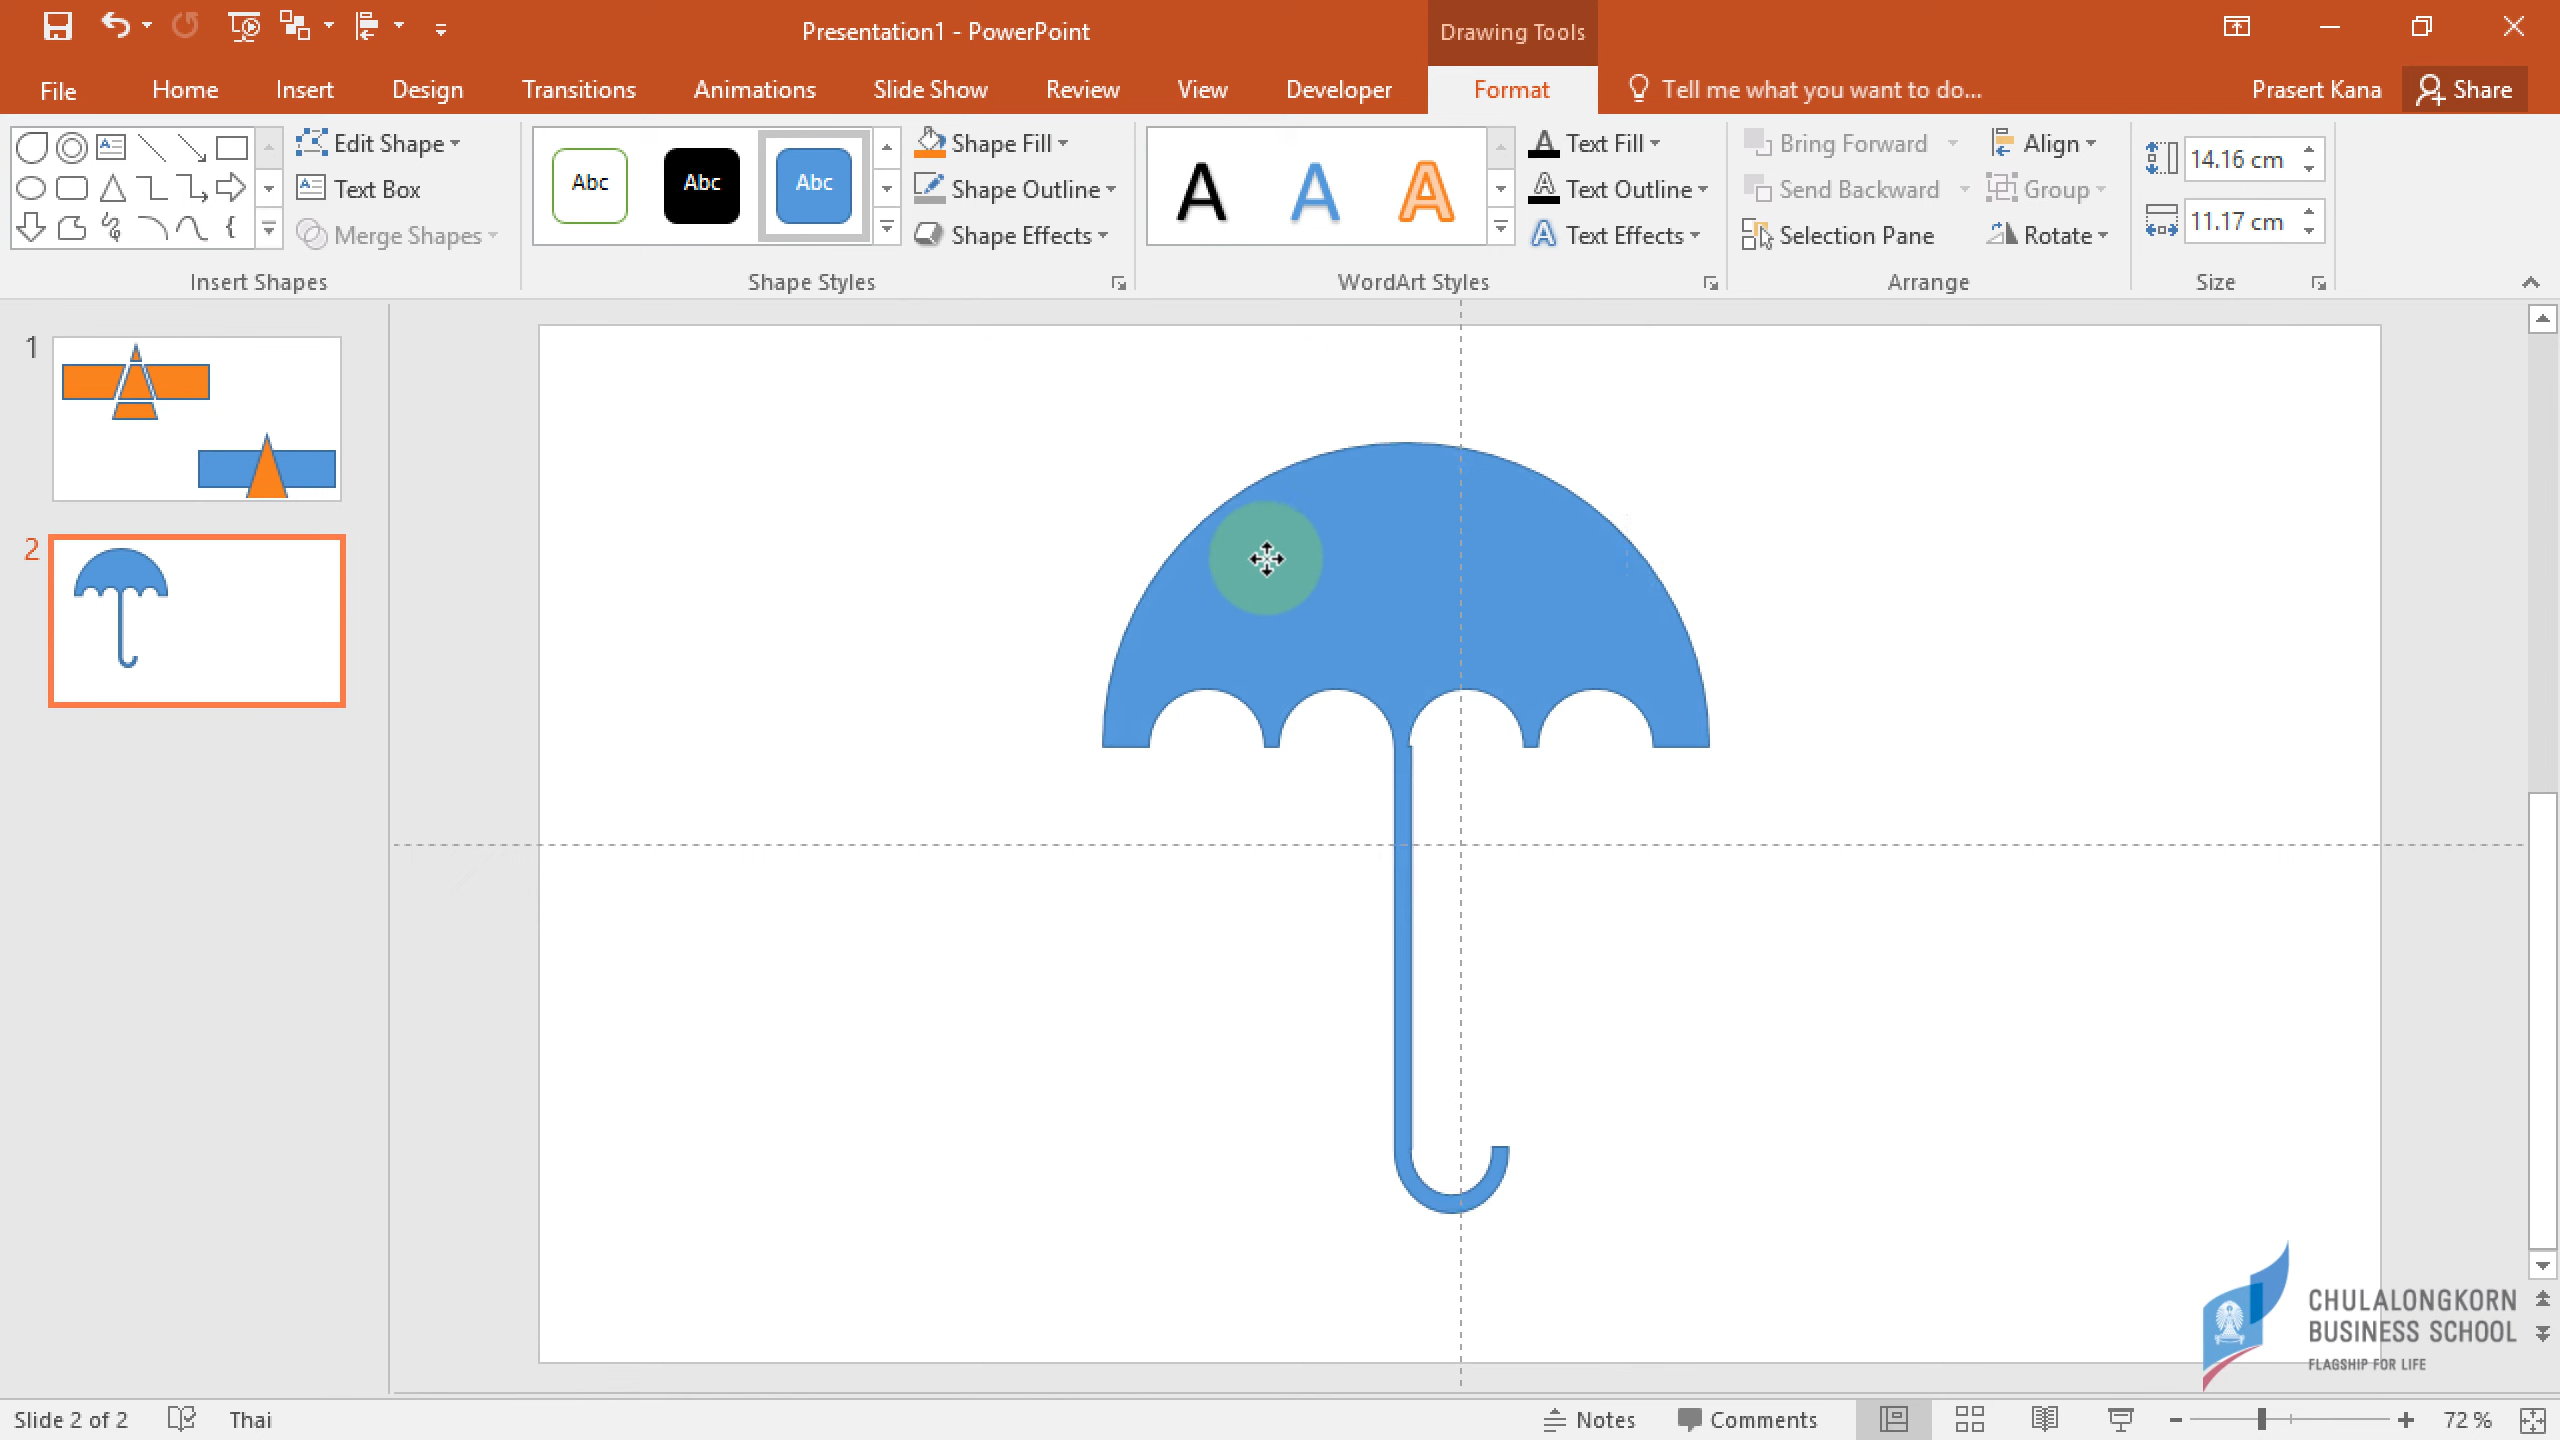 Presentation1 - PowerPoint
Drawing Tools
File
Home
Insert
Design
Transitions
Animations
Slide Show
Review
View
Developer
Format
Tell me what you want to do...
Prasert Kana
Share
Edit Shape
Text Box
Merge Shapes
Insert Shapes
Abc
Abc
Abc
Shape Fill
Shape Outline
Shape Effects
Shape Styles
A
A
A
Text Fill
Text Outline
Text Effects
WordArt Styles
Bring Forward
Send Backward
Selection Pane
Align
Group
Rotate
Arrange
14.16 cm
11.17 cm
Size
1
2
CHULALONGKORN
BUSINESS SCHOOL
FLAGSHIP FOR LIFE
Slide 2 of 2
Thai
Notes
Comments
72 %